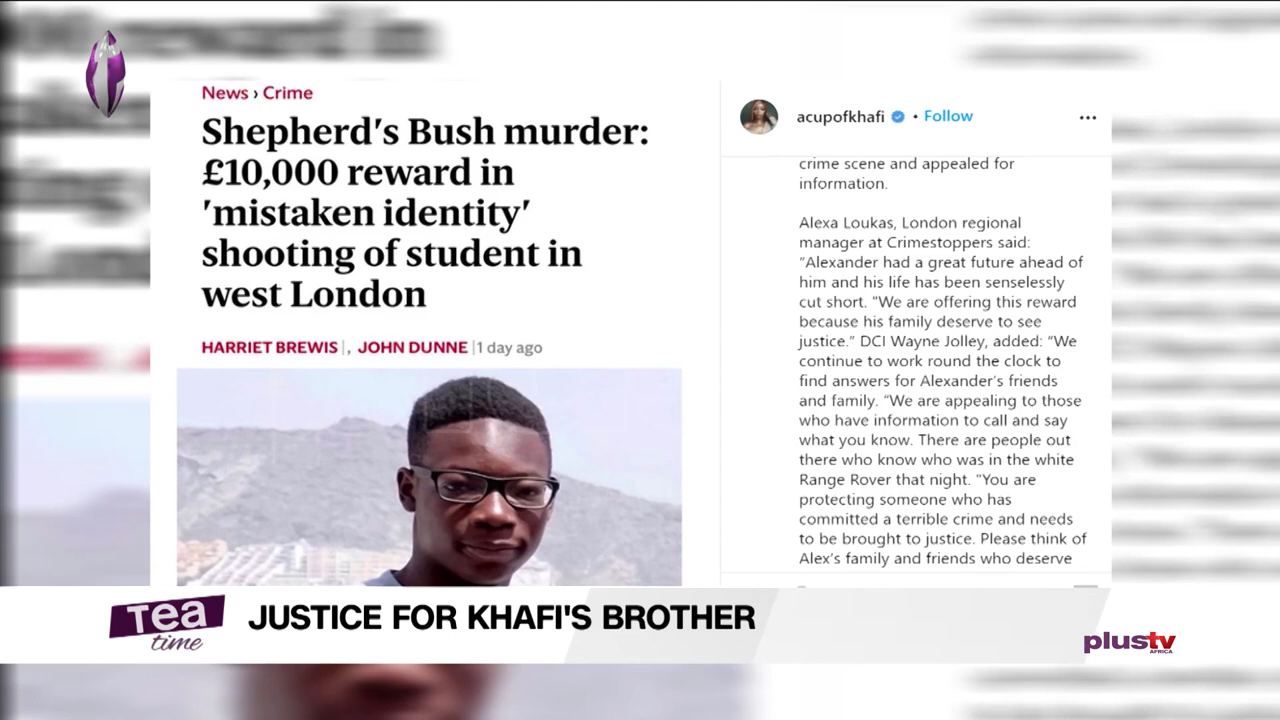 News › Crime
Shepherd's Bush murder:
£10,000 reward in
'mistaken identity'
shooting of student in
west London
HARRIET BREWIS |, JOHN DUNNE |1 day ago
acupofkhafi • Follow
crime scene and appealed for
information.
Alexa Loukas, London regional
manager at Crimestoppers said:
“Alexander had a great future ahead of
him and his life has been senselessly
cut short. "We are offering this reward
because his family deserve to see
justice.” DCI Wayne Jolley, added: “We
continue to work round the clock to
find answers for Alexander’s friends
and family. “We are appealing to those
who have information to call and say
what you know. There are people out
there who know who was in the white
Range Rover that night. "You are
protecting someone who has
committed a terrible crime and needs
to be brought to justice. Please think of
Alex’s family and friends who deserve
Tea
time
JUSTICE FOR KHAFI'S BROTHER
plustv
AFRICA